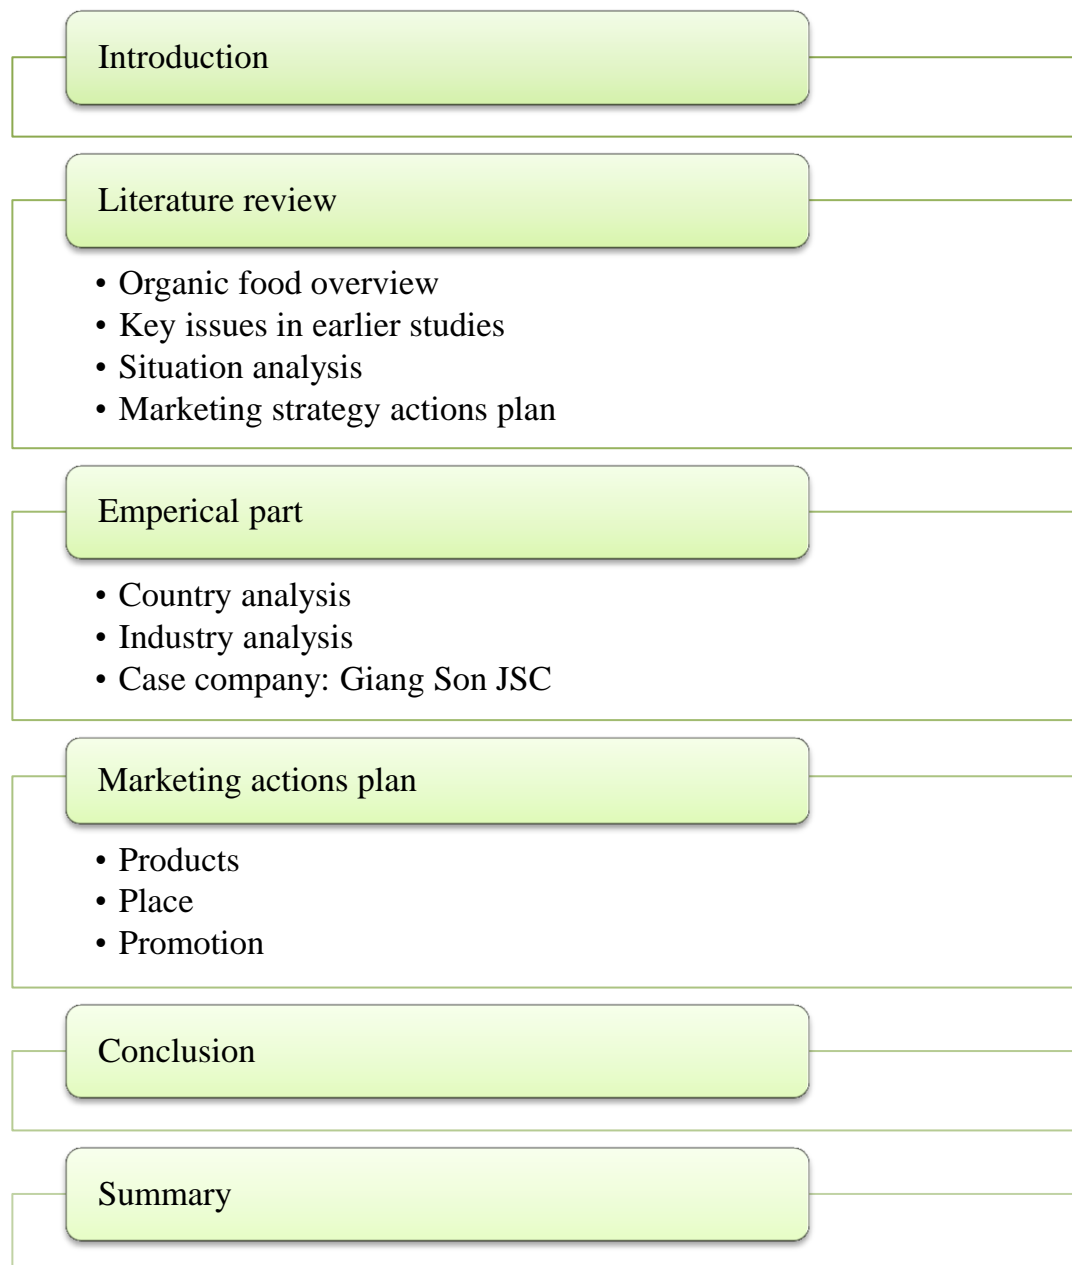 Introduction
Literature review
• Organic food overview
• Key issues in earlier studies
• Situation analysis
• Marketing strategy actions plan
Emperical part
• Country analysis
• Industry analysis
• Case company: Giang Son JSC
Marketing actions plan
• Products
• Place
• Promotion
Conclusion
Summary